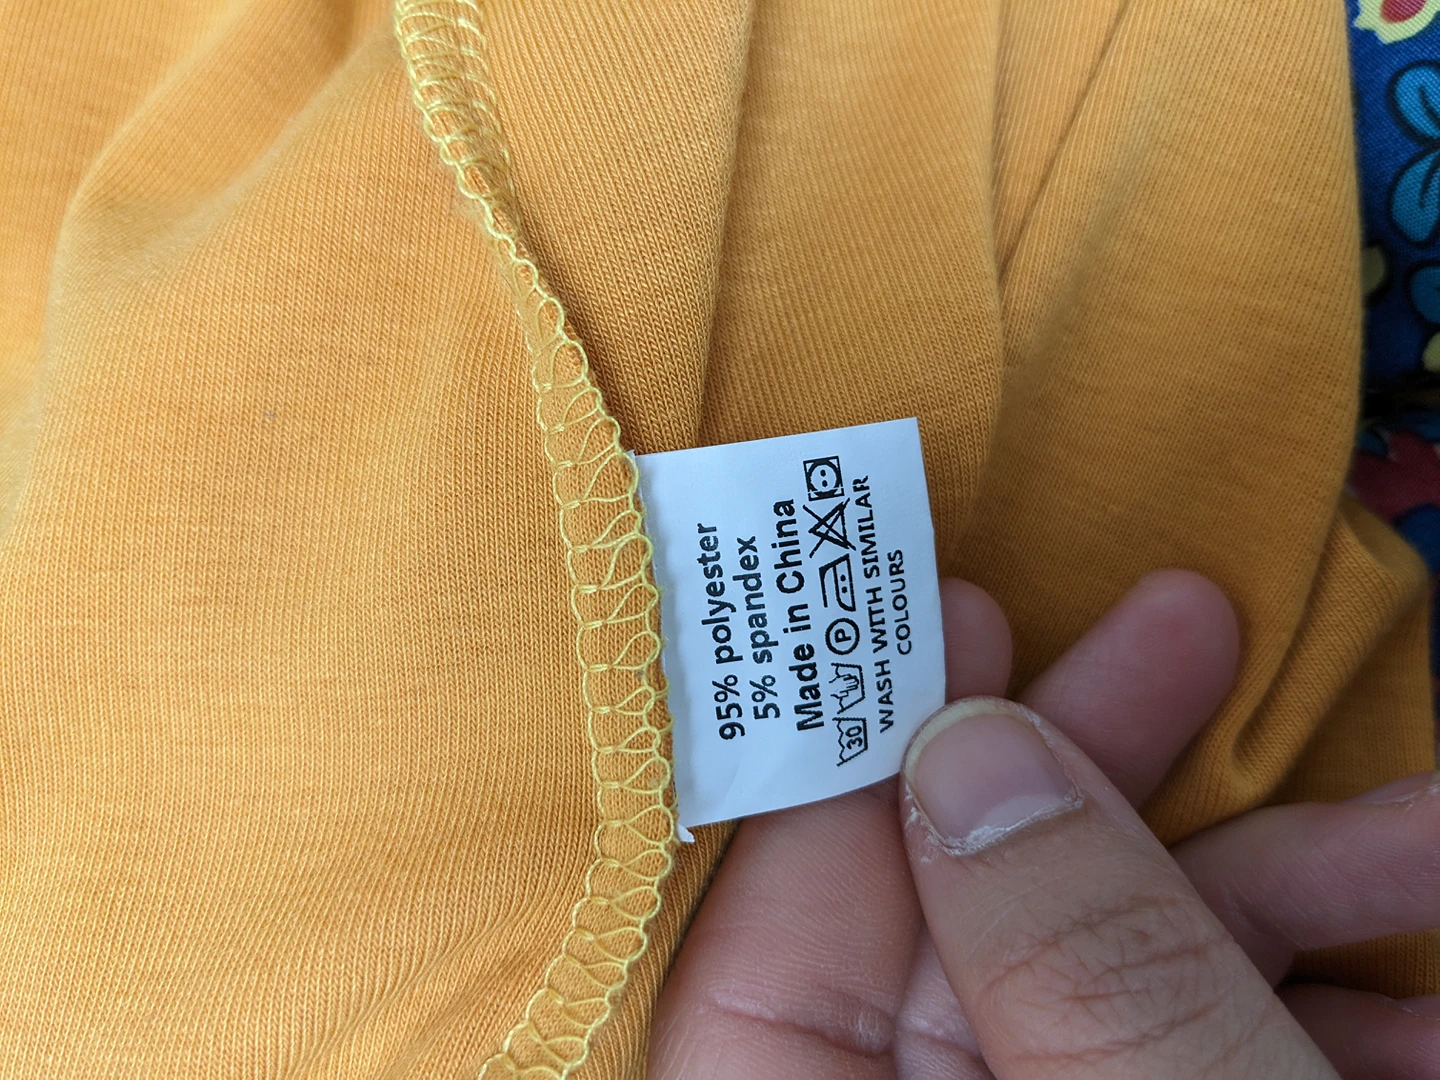 95% polyester
5% spandex
Made in China
30 P
WASH WITH SIMILAR
COLOURS